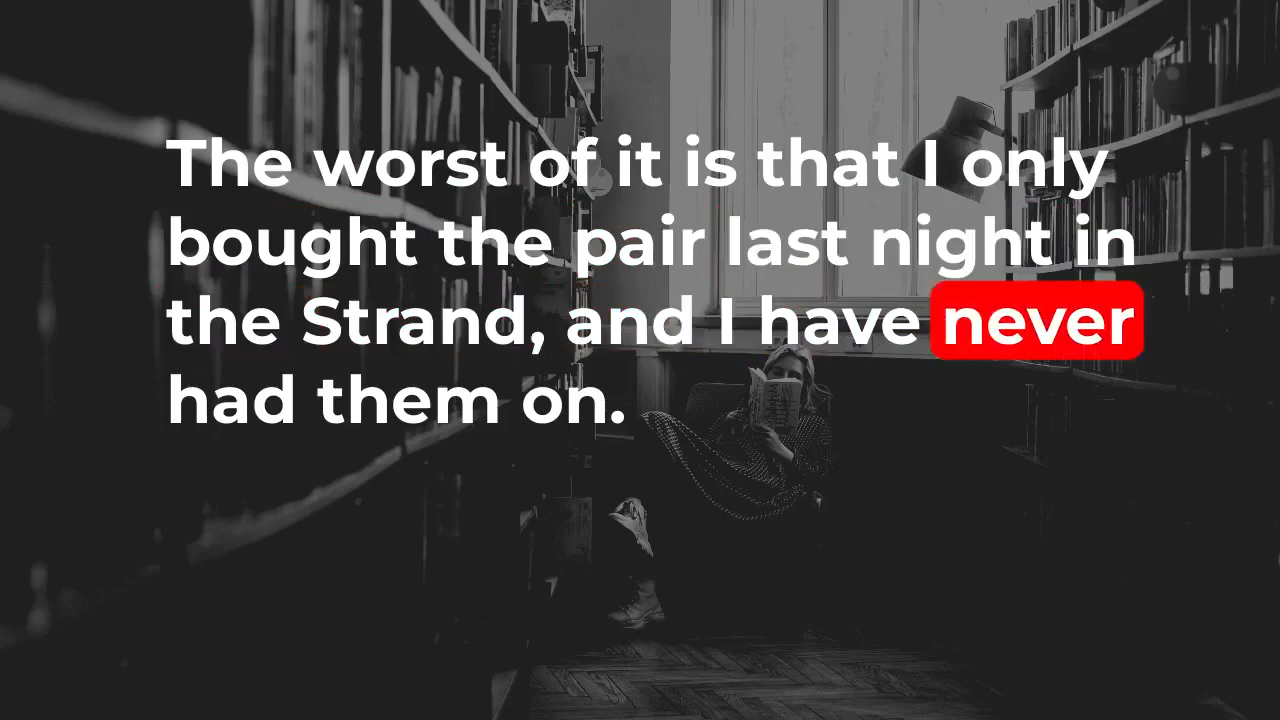 The worst of it is that I only
bought the pair last night in
the Strand, and I have never
had them on.